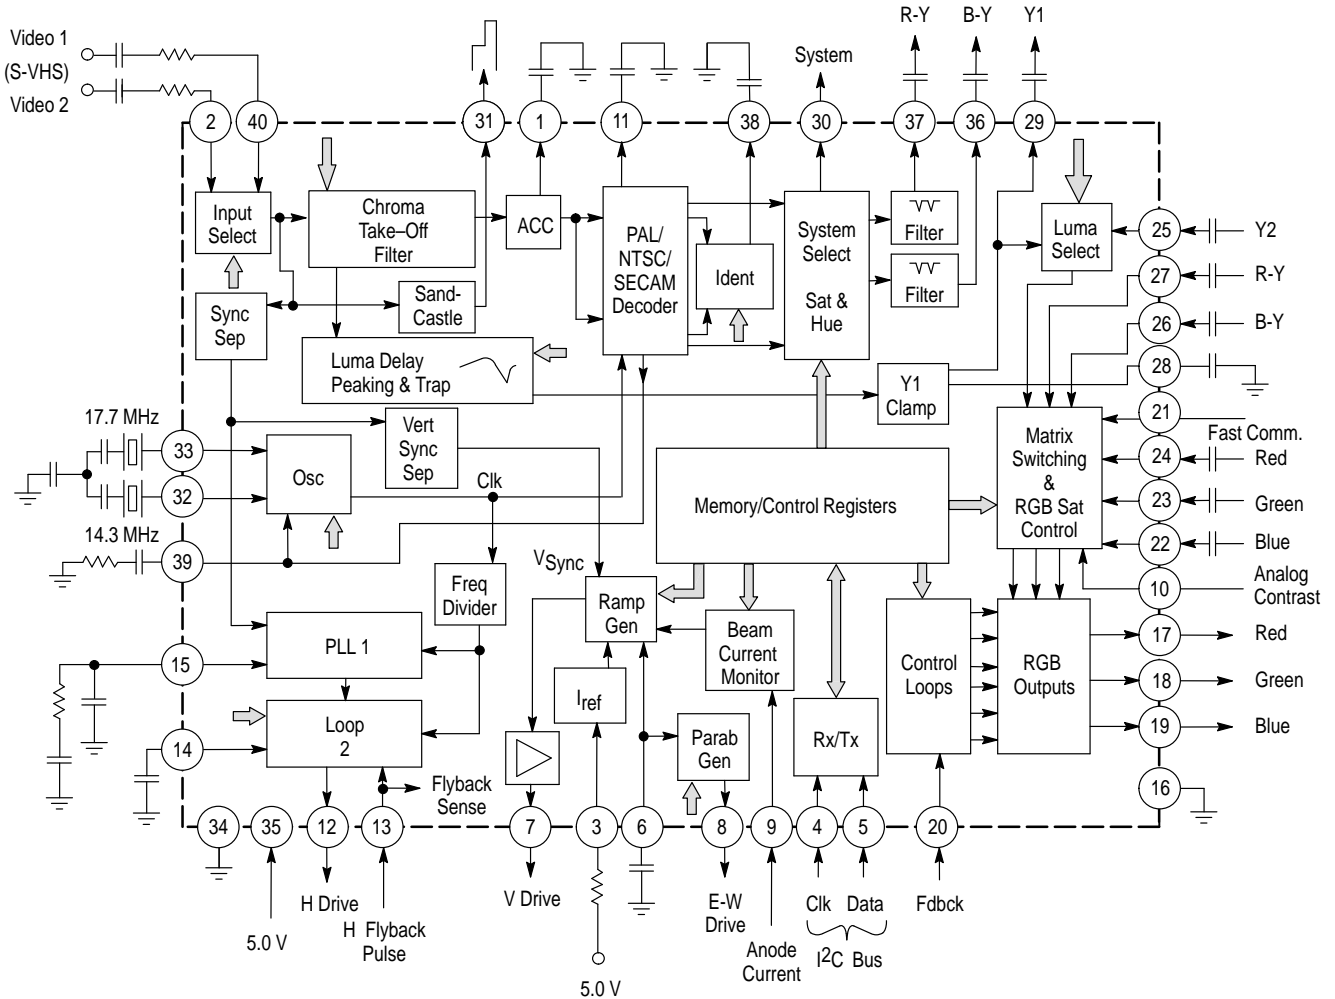 R-Y
B-Y
Y1
Video 1
(S-VHS)
Video 2
System
2
40
31
1
11
38
30
37
36
29
Input
Select
Chroma
Take–Off
Filter
ACC
PAL/
NTSC/
SECAM
Decoder
Ident
System
Select
Sat &
Hue
Filter
Filter
Luma
Select
25
Y2
27
R-Y
26
B-Y
28
Sync
Sep
Sand-
Castle
Luma Delay
Peaking & Trap
Y1
Clamp
21
Fast Comm.
17.7 MHz
33
32
Osc
Vert
Sync
Sep
Clk
Memory/Control Registers
Matrix
Switching
&
RGB Sat
Control
24
Red
23
Green
22
Blue
10
Analog
Contrast
14.3 MHz
39
VSync
Freq
Divider
Ramp
Gen
Beam
Current
Monitor
Control
Loops
RGB
Outputs
17
Red
18
Green
19
Blue
16
15
PLL 1
Iref
14
Loop
2
Parab
Gen
Rx/Tx
Flyback
Sense
34
35
12
13
7
3
6
8
9
4
5
20
5.0 V
H Drive
H Flyback
Pulse
V Drive
5.0 V
E-W
Drive
Anode
Current
Clk
Data
I2C Bus
Fdbck